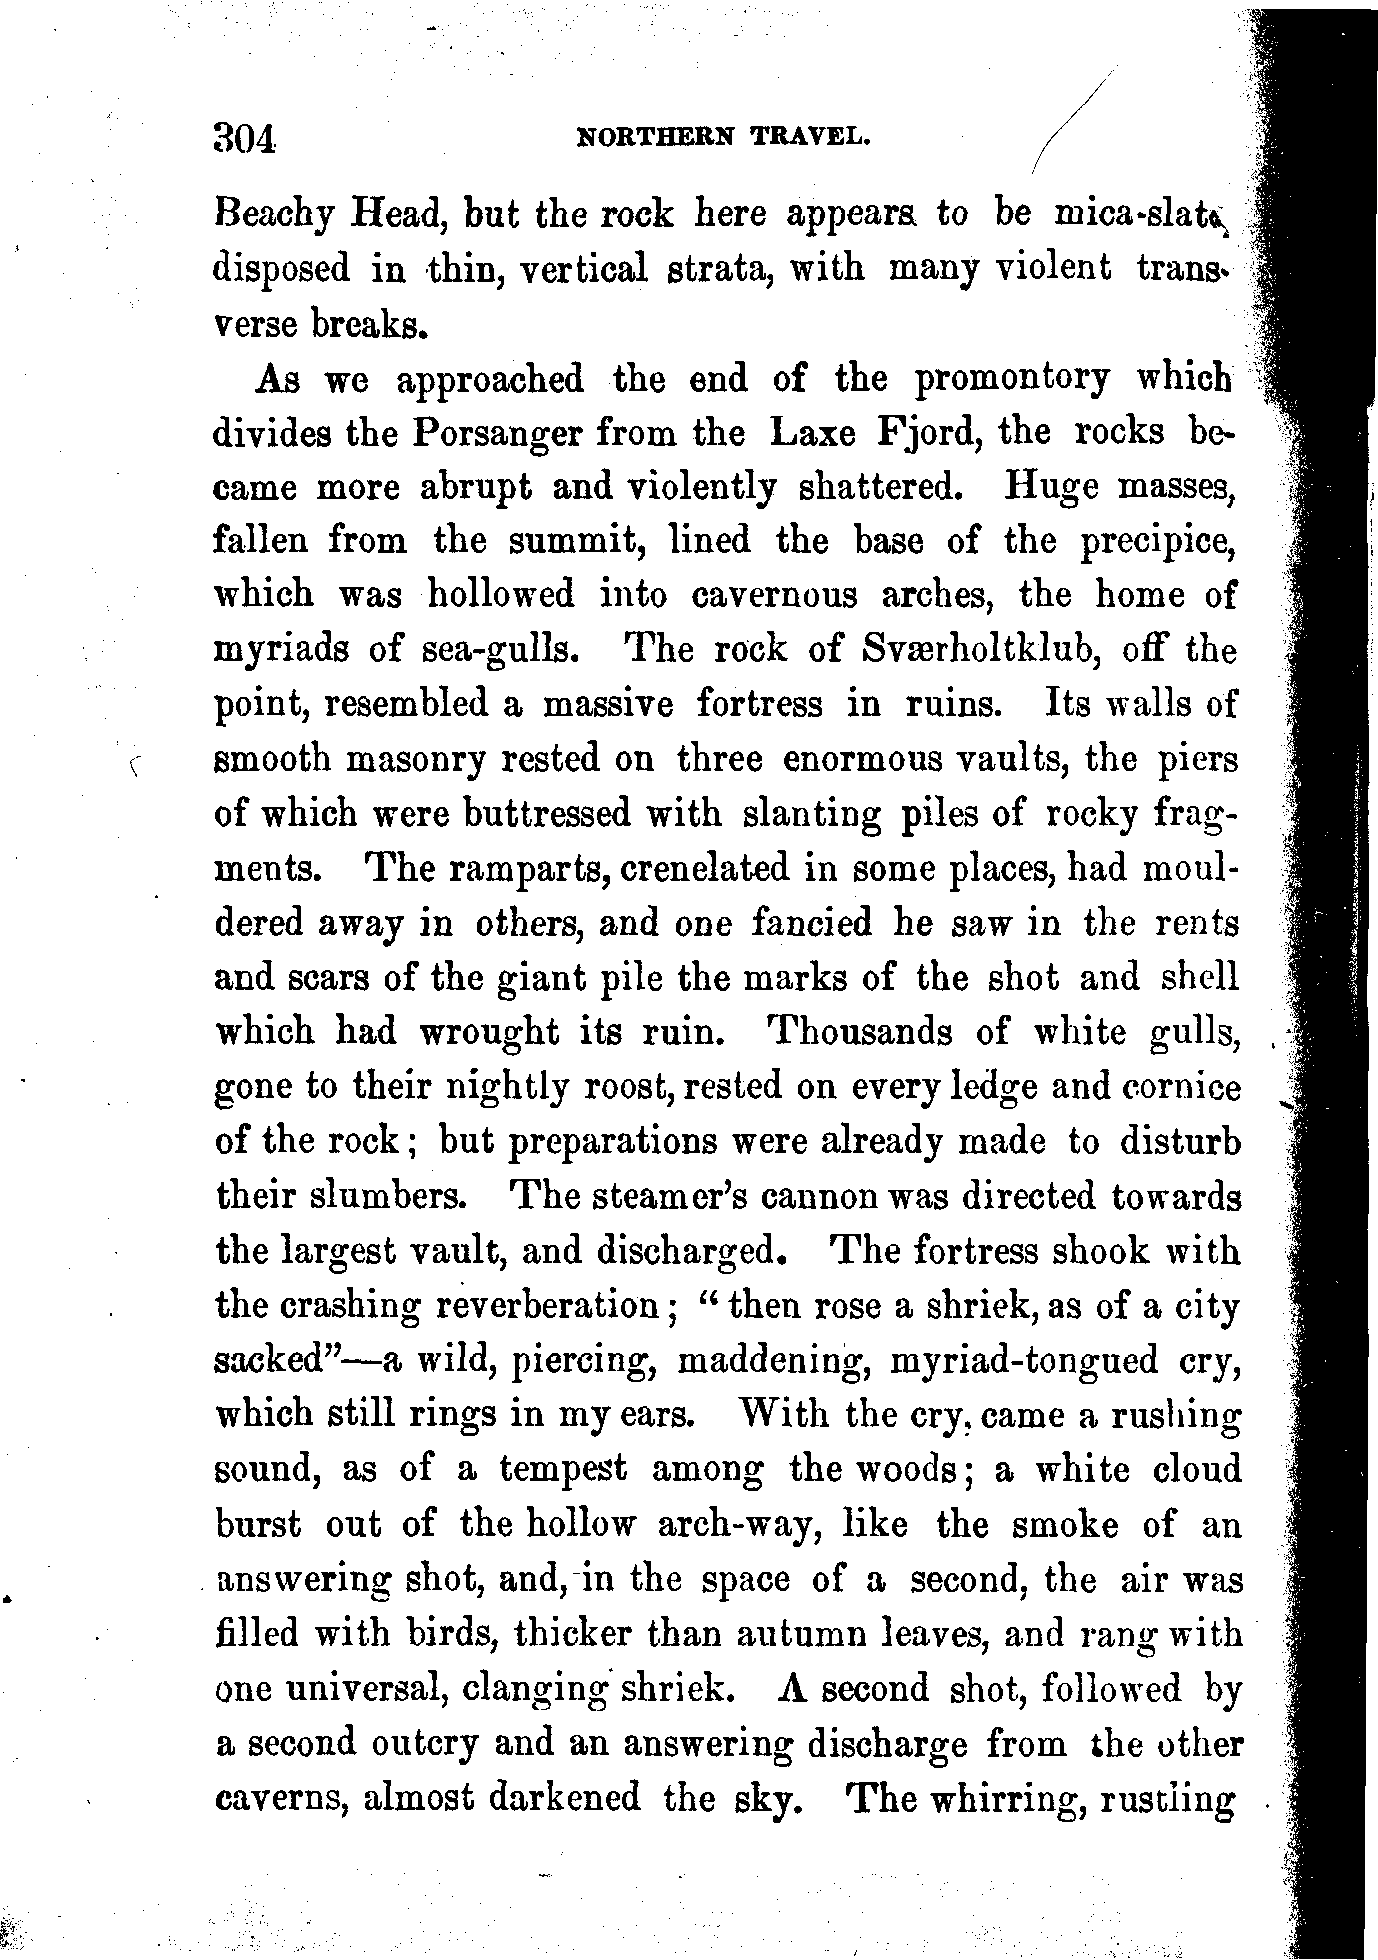 304 NORTHERN TRAVEL.
Beachy Head, but the rock here appears to be mica-slate,
disposed in thin, vertical strata, with many violent trans-
verse breaks.
As we approached the end of the promontory which
divides the Porsanger from the Laxe Fjord, the rocks be-
came more abrupt and violently shattered. Huge masses,
fallen from the summit, lined the base of the precipice,
which was hollowed into cavernous arches, the home of
myriads of sea-gulls. The rock of Sværholtklub, off the
point, resembled a massive fortress in ruins. Its walls of
smooth masonry rested on three enormous vaults, the piers
of which were buttressed with slanting piles of rocky frag-
ments. The ramparts, crenelated in some places, had moul-
dered away in others, and one fancied he saw in the rents
and scars of the giant pile the marks of the shot and shell
which had wrought its ruin. Thousands of white gulls,
gone to their nightly roost, rested on every ledge and cornice
of the rock; but preparations were already made to disturb
their slumbers. The steamer's cannon was directed towards
the largest vault, and discharged. The fortress shook with
the crashing reverberation; "then rose a shriek, as of a city
sacked"—a wild, piercing, maddening, myriad-tongued cry,
which still rings in my ears. With the cry, came a rushing
sound, as of a tempest among the woods; a white cloud
burst out of the hollow arch-way, like the smoke of an
answering shot, and, in the space of a second, the air was
filled with birds, thicker than autumn leaves, and rang with
one universal, clanging shriek. A second shot, followed by
a second outcry and an answering discharge from the other
caverns, almost darkened the sky. The whirring, rustling